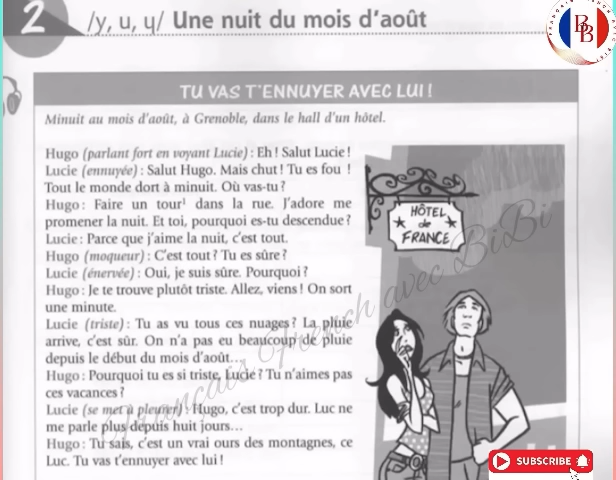 2 /y, u, ɥ/ Une nuit du mois d'août
TU VAS T'ENNUYER AVEC LUI !
Minuit au mois d'août, à Grenoble, dans le hall d'un hôtel.
Hugo (parlant fort en voyant Lucie) : Eh ! Salut Lucie !
Lucie (ennuyée) : Salut Hugo. Mais chut ! Tu es fou !
Tout le monde dort à minuit. Où vas-tu ?
Hugo : Faire un tour¹ dans la rue. J'adore me
promener la nuit. Et toi, pourquoi es-tu descendue ?
Lucie : Parce que j'aime la nuit, c'est tout.
Hugo (moqueur) : C'est tout ? Tu es sûre ?
Lucie (énervée) : Oui, je suis sûre. Pourquoi ?
Hugo : Je te trouve plutôt triste. Allez, viens ! On sort
une minute.
Lucie (triste) : Tu as vu tous ces nuages ? La pluie
arrive, c'est sûr. On n'a pas eu beaucoup de pluie
depuis le début du mois d'août...
Hugo : Pourquoi tu es si triste, Lucie ? Tu n'aimes pas
ces vacances ?
Lucie (se met à pleurer) : Hugo, c'est trop dur. Luc ne
me parle plus depuis huit jours...
Hugo : Tu sais, c'est un vrai ours des montagnes, ce
Luc. Tu vas t'ennuyer avec lui !
HÔTEL
de
FRANCE
Français French avec BiBi
BB
SUBSCRIBE